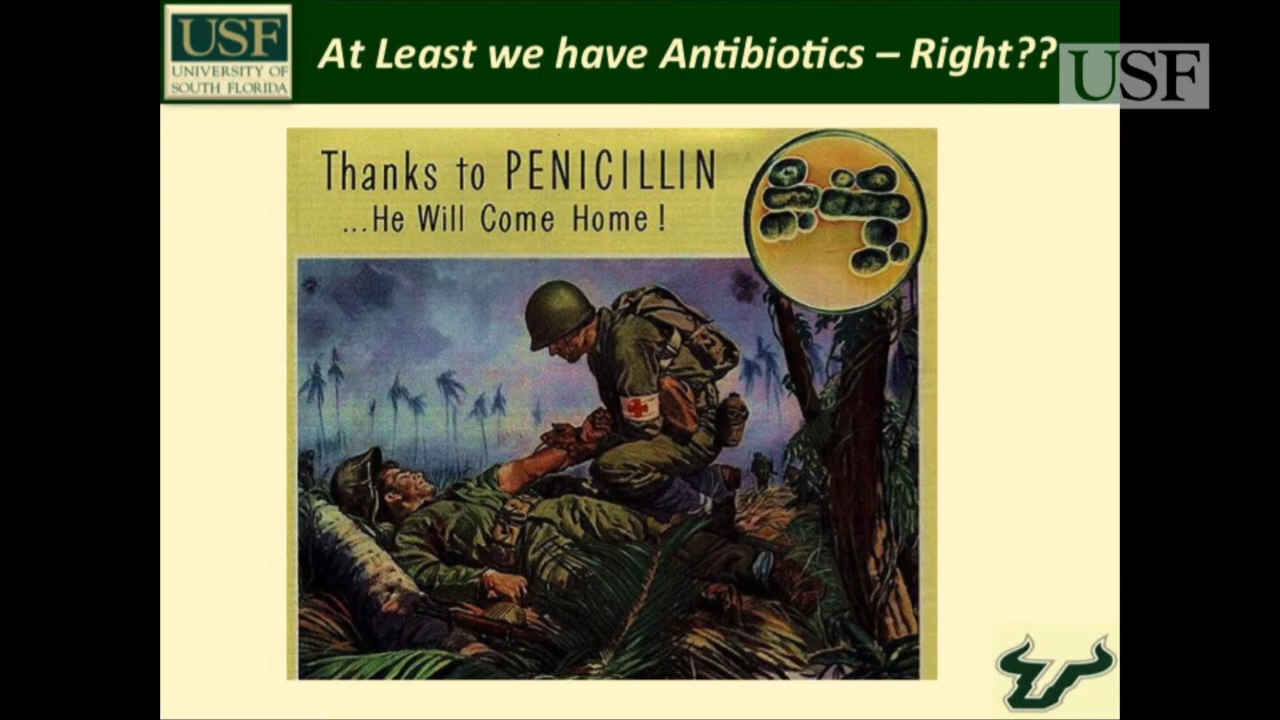 USF
UNIVERSITY OF
SOUTH FLORIDA
At Least we have Antibiotics – Right??
USF
Thanks to PENICILLIN
...He Will Come Home!